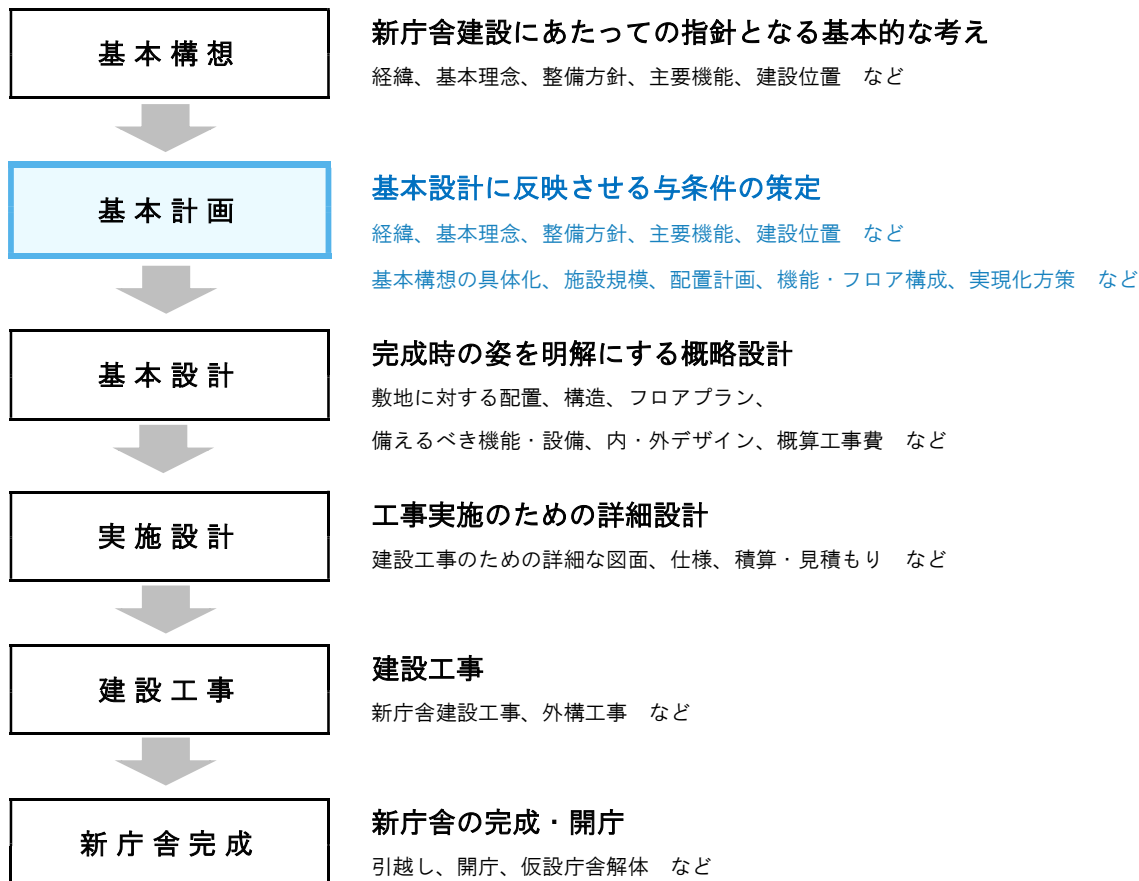 基本構想
新庁舎建設にあたっての指針となる基本的な考え
経緯、基本理念、整備方針、主要機能、建設位置　など
基本計画
基本設計に反映させる与条件の策定
経緯、基本理念、整備方針、主要機能、建設位置　など
基本構想の具体化、施設規模、配置計画、機能・フロア構成、実現化方策　など
基本設計
完成時の姿を明解にする概略設計
敷地に対する配置、構造、フロアプラン、
備えるべき機能・設備、内・外デザイン、概算工事費　など
実施設計
工事実施のための詳細設計
建設工事のための詳細な図面、仕様、積算・見積もり　など
建設工事
建設工事
新庁舎建設工事、外構工事　など
新庁舎完成
新庁舎の完成・開庁
引越し、開庁、仮設庁舎解体　など